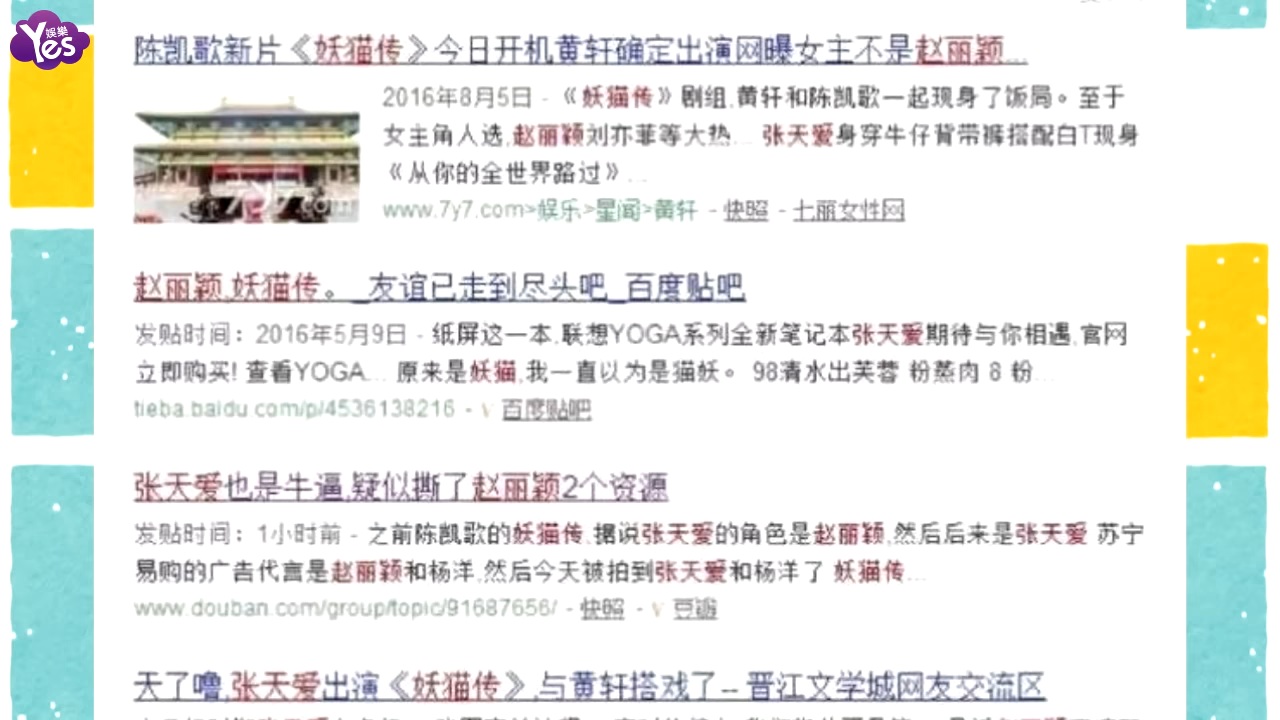 Yes娛樂
陈凯歌新片《妖猫传》今日开机黄轩确定出演网曝女主不是赵丽颖...
2016年8月5日 - 《妖猫传》剧组,黄轩和陈凯歌一起现身了饭局。至于
女主角人选,赵丽颖刘亦菲等大热... 张天爱身穿牛仔背带裤搭配白T现身
《从你的全世界路过》...
www.7y7.com>娱乐>星闻>黄轩 - 快照 - 七丽女性网
赵丽颖,妖猫传。_友谊已走到尽头吧_百度贴吧
发贴时间：2016年5月9日 - 纸屏这一本,联想YOGA系列全新笔记本张天爱期待与你相遇,官网
立即购买! 查看YOGA... 原来是妖猫,我一直以为是猫妖。 98清水出芙蓉 粉蒸肉 8 粉...
tieba.baidu.com/p/4536138216 - V 百度贴吧
张天爱也是牛逼,疑似撕了赵丽颖2个资源
发贴时间：1小时前 - 之前陈凯歌的妖猫传,据说张天爱的角色是赵丽颖,然后后来是张天爱 苏宁
易购的广告代言是赵丽颖和杨洋,然后今天被拍到张天爱和杨洋了 妖猫传...
www.douban.com/group/topic/91687656/ - 快照 - V 豆瓣
天了噜,张天爱出演《妖猫传》,与黄轩搭戏了-- 晋江文学城网友交流区